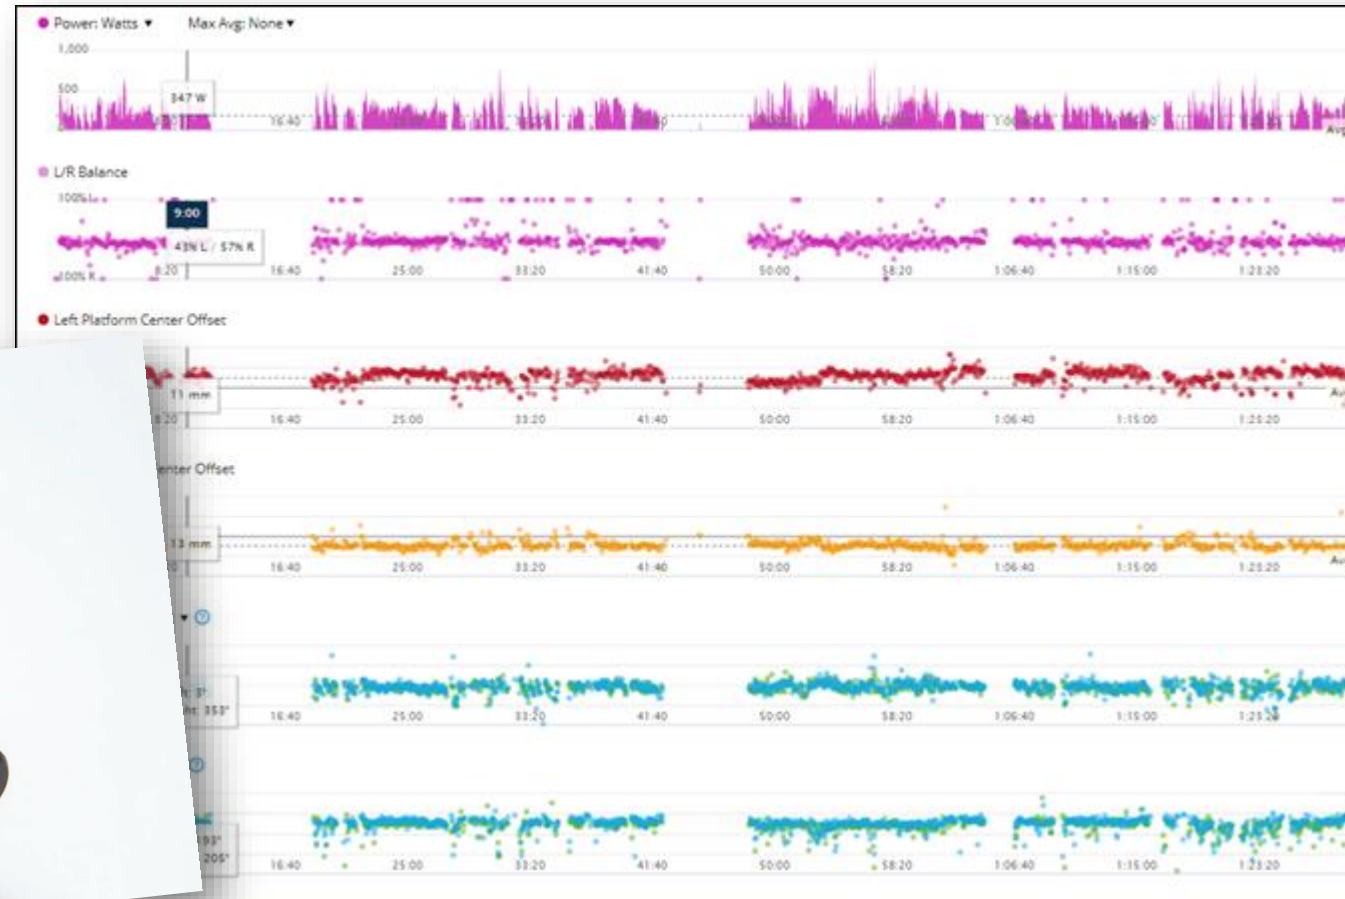 Power: Watts ▼ Max Avg: None ▼
1,000
500
347 W
16:40
L/R Balance
100% L
9:00
43% L / 57% R
100% R
8:20 16:40 25:00 33:20 41:40 50:00 58:20 1:06:40 1:15:00 1:23:20
Left Platform Center Offset
11 mm
8:20 16:40 25:00 33:20 41:40 50:00 58:20 1:06:40 1:15:00 1:23:20
enter Offset
13 mm
16:40 25:00 33:20 41:40 50:00 58:20 1:06:40 1:15:00 1:23:20
3°
353°
16:40 25:00 33:20 41:40 50:00 58:20 1:06:40 1:15:00 1:23:20
93°
205°
16:40 25:00 33:20 41:40 50:00 58:20 1:06:40 1:15:00 1:23:20